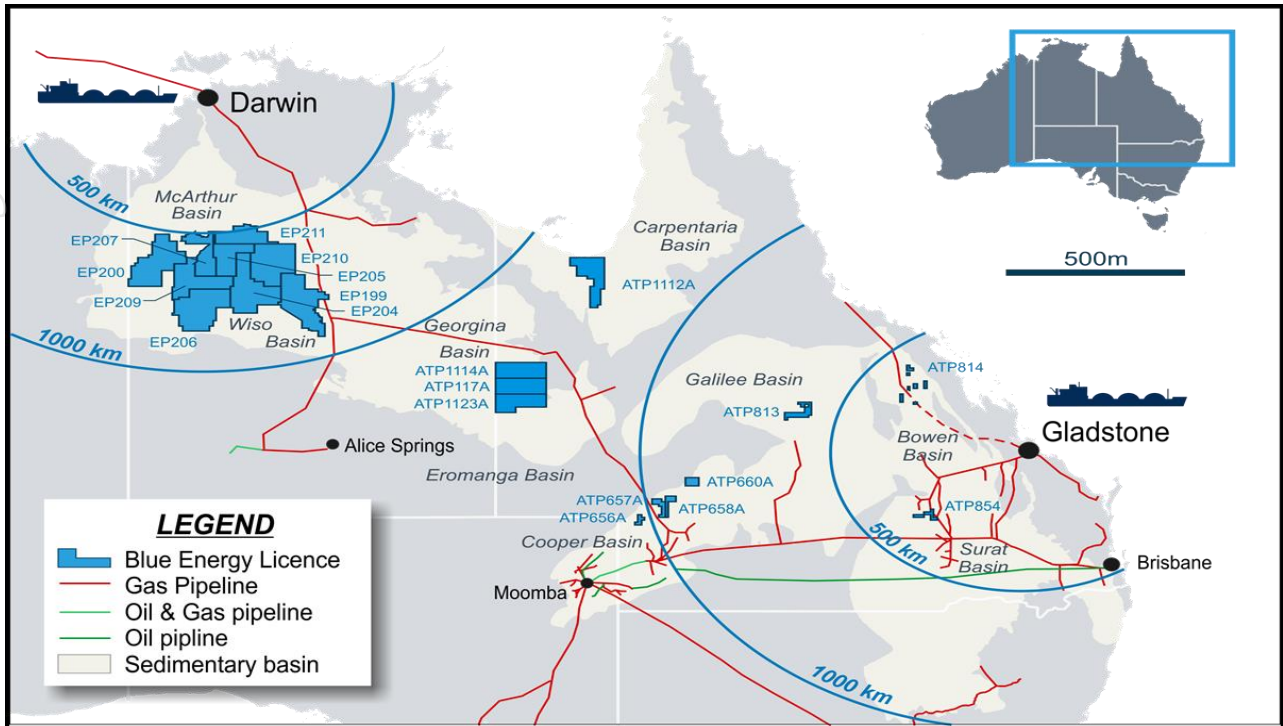 Darwin
500 km
McArthur
Basin
EP207
EP211
EP200
EP210
EP205
EP209
EP199
EP204
EP206
Wiso
Basin
1000 km
Carpentaria
Basin
500m
ATP1112A
Georgina
Basin
ATP1114A
ATP117A
ATP1123A
Galilee Basin
ATP814
ATP813
Gladstone
Bowen
Basin
Alice Springs
Eromanga Basin
ATP660A
ATP657A
ATP658A
ATP656A
ATP854
Cooper Basin
500 km
Surat
Basin
Brisbane
Moomba
1000 km
LEGEND
Blue Energy Licence
Gas Pipeline
Oil & Gas pipeline
Oil pipline
Sedimentary basin